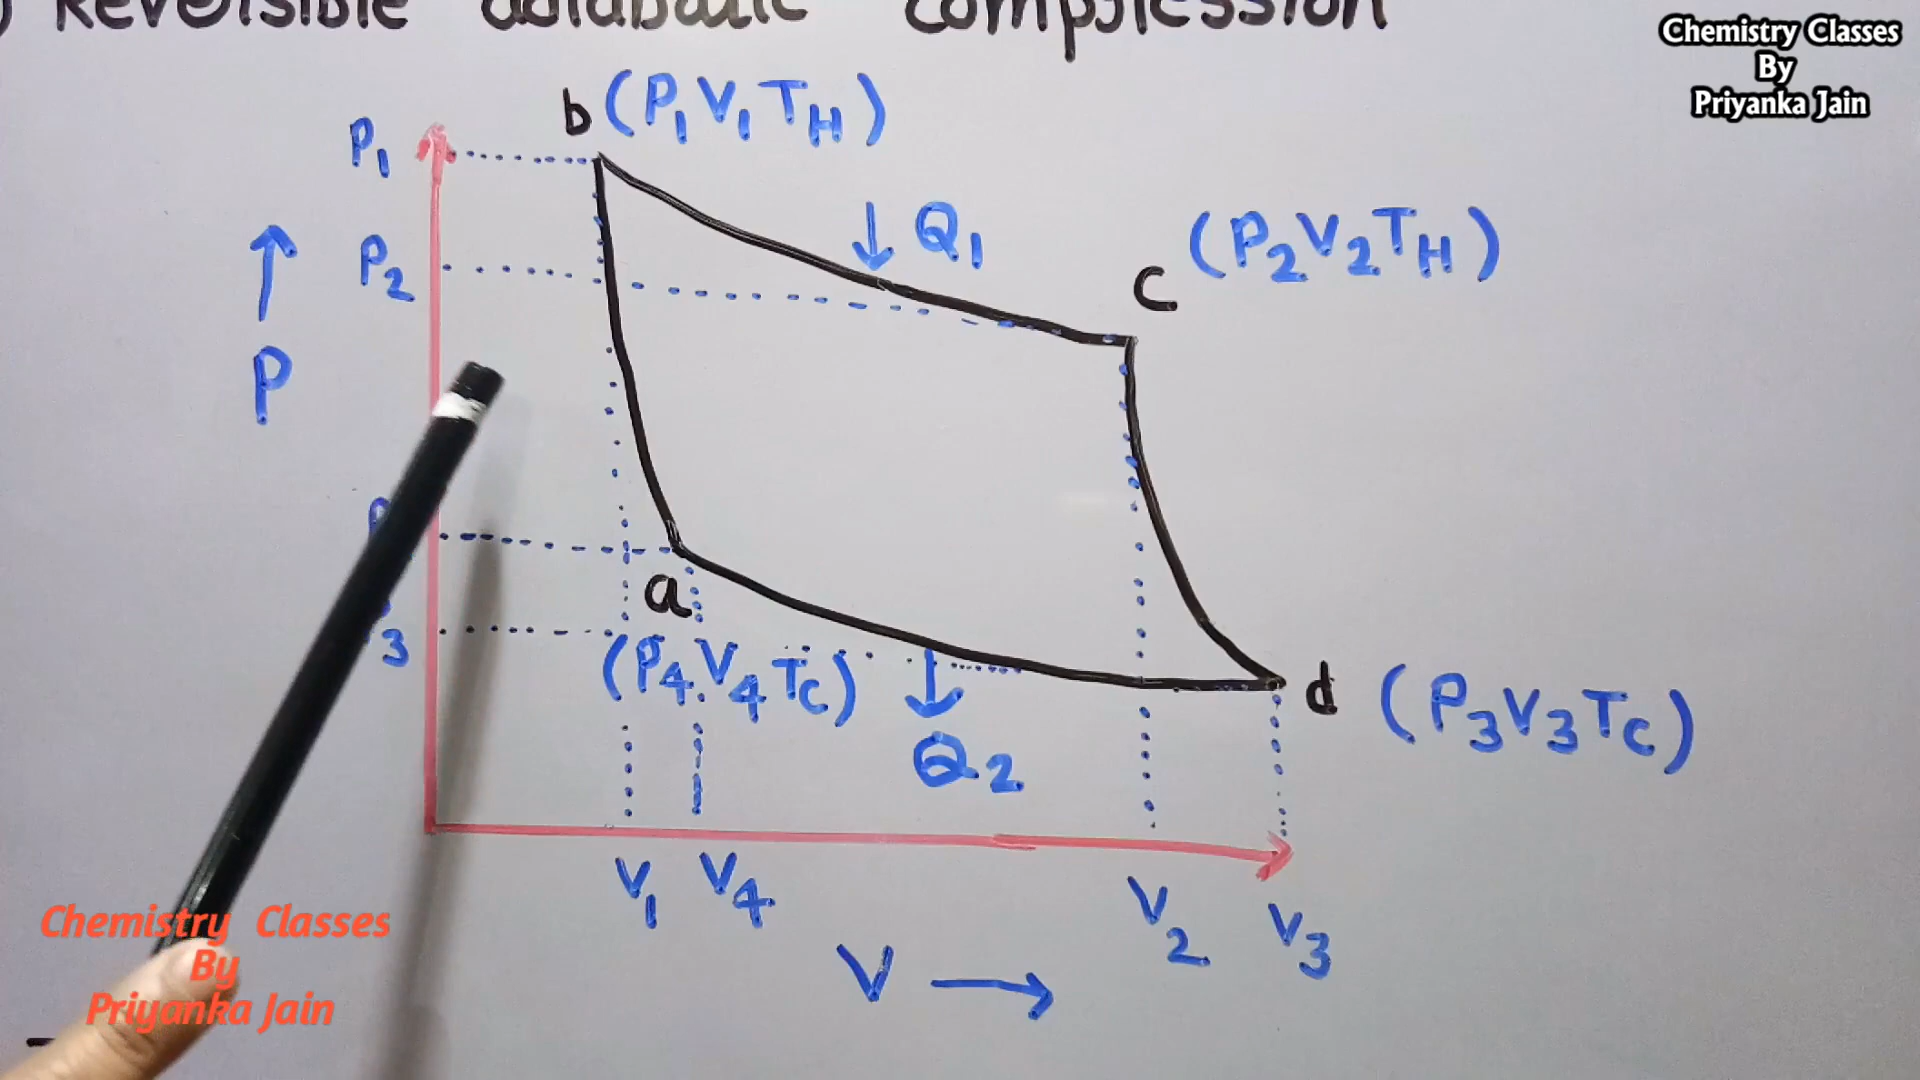 Reversible adiabatic compression
Chemistry Classes
By
Priyanka Jain
b (P1 V1 TH)
P1
Q1
c (P2 V2 TH)
P2
P
a
3
(P4 V4 TC)
d (P3 V3 TC)
Q2
V1 V4 V2 V3
V
Chemistry Classes
By
Priyanka Jain